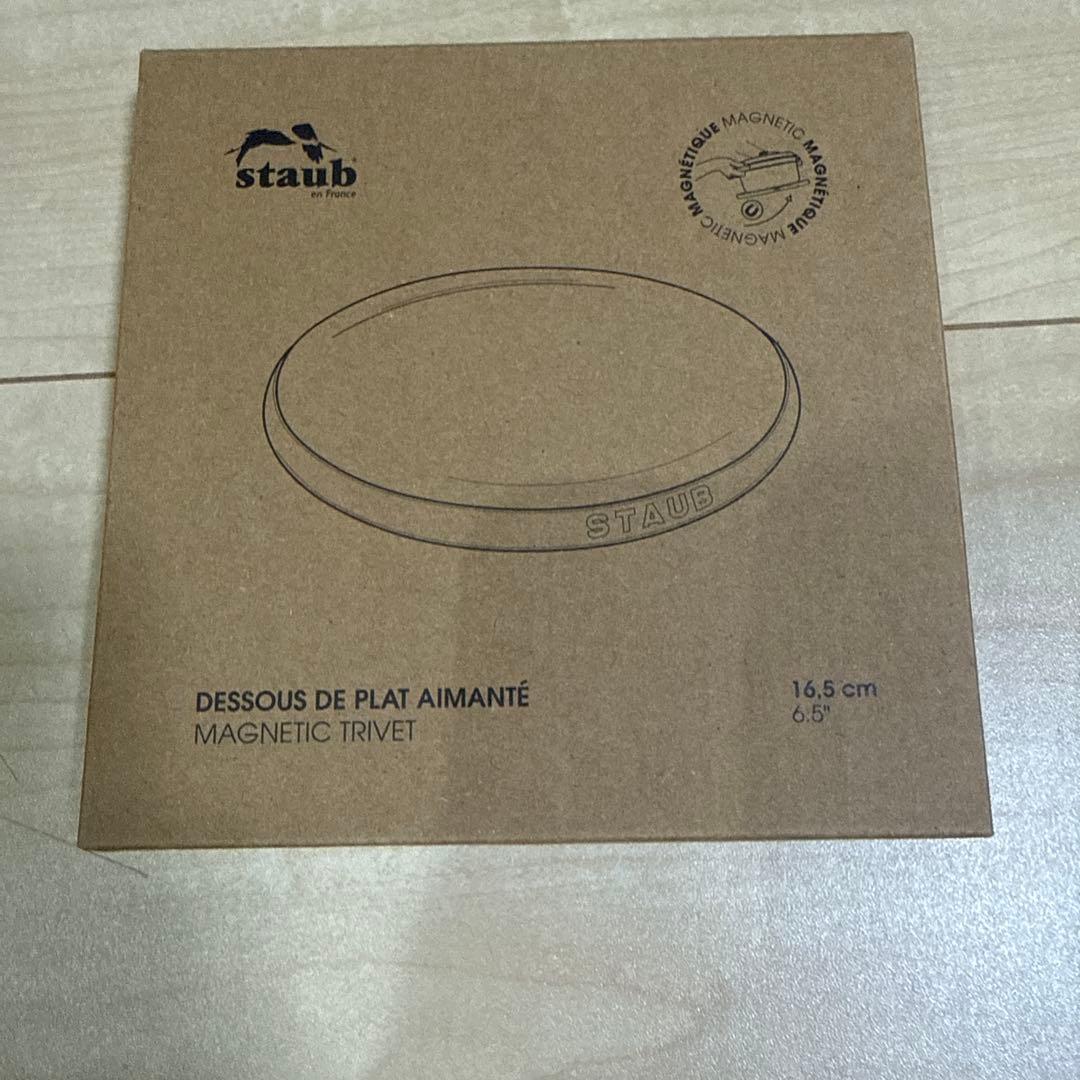 staub
en France
MAGNÉTIQUE MAGNETIC MAGNÉTIQUE MAGNETIC
STAUB
DESSOUS DE PLAT AIMANTÉ
MAGNETIC TRIVET
16,5 cm
6.5"